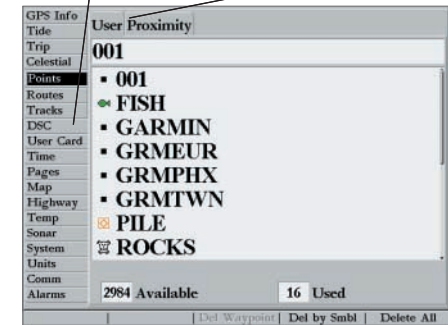 GPS Info
Tide
Trip
Celestial
Points
Routes
Tracks
DSC
User Card
Time
Pages
Map
Highway
Temp
Sonar
System
Units
Comm
Alarms
User Proximity
001
001
FISH
GARMIN
GRMEUR
GRMPHX
GRMTWN
PILE
ROCKS
2984 Available 16 Used
Del Waypoint Del by Smbl Delete All